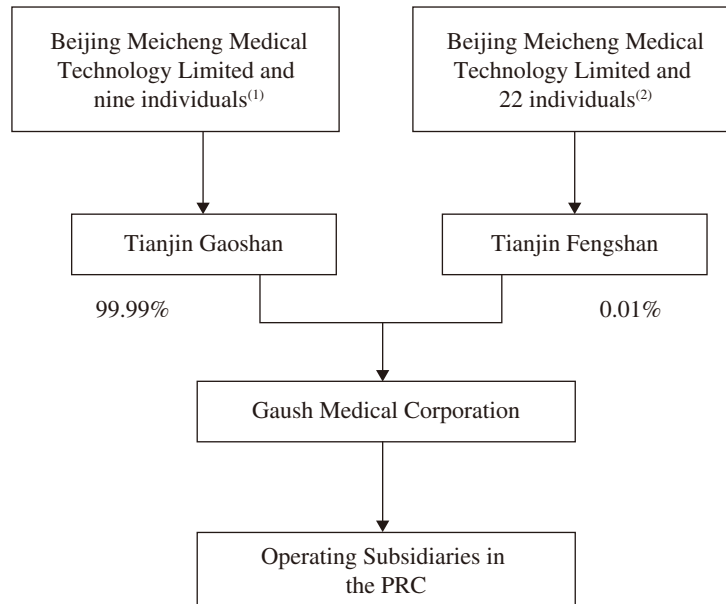 Beijing Meicheng Medical
Technology Limited and
nine individuals(1)
Beijing Meicheng Medical
Technology Limited and
22 individuals(2)
Tianjin Gaoshan
Tianjin Fengshan
99.99%
0.01%
Gaush Medical Corporation
Operating Subsidiaries in
the PRC